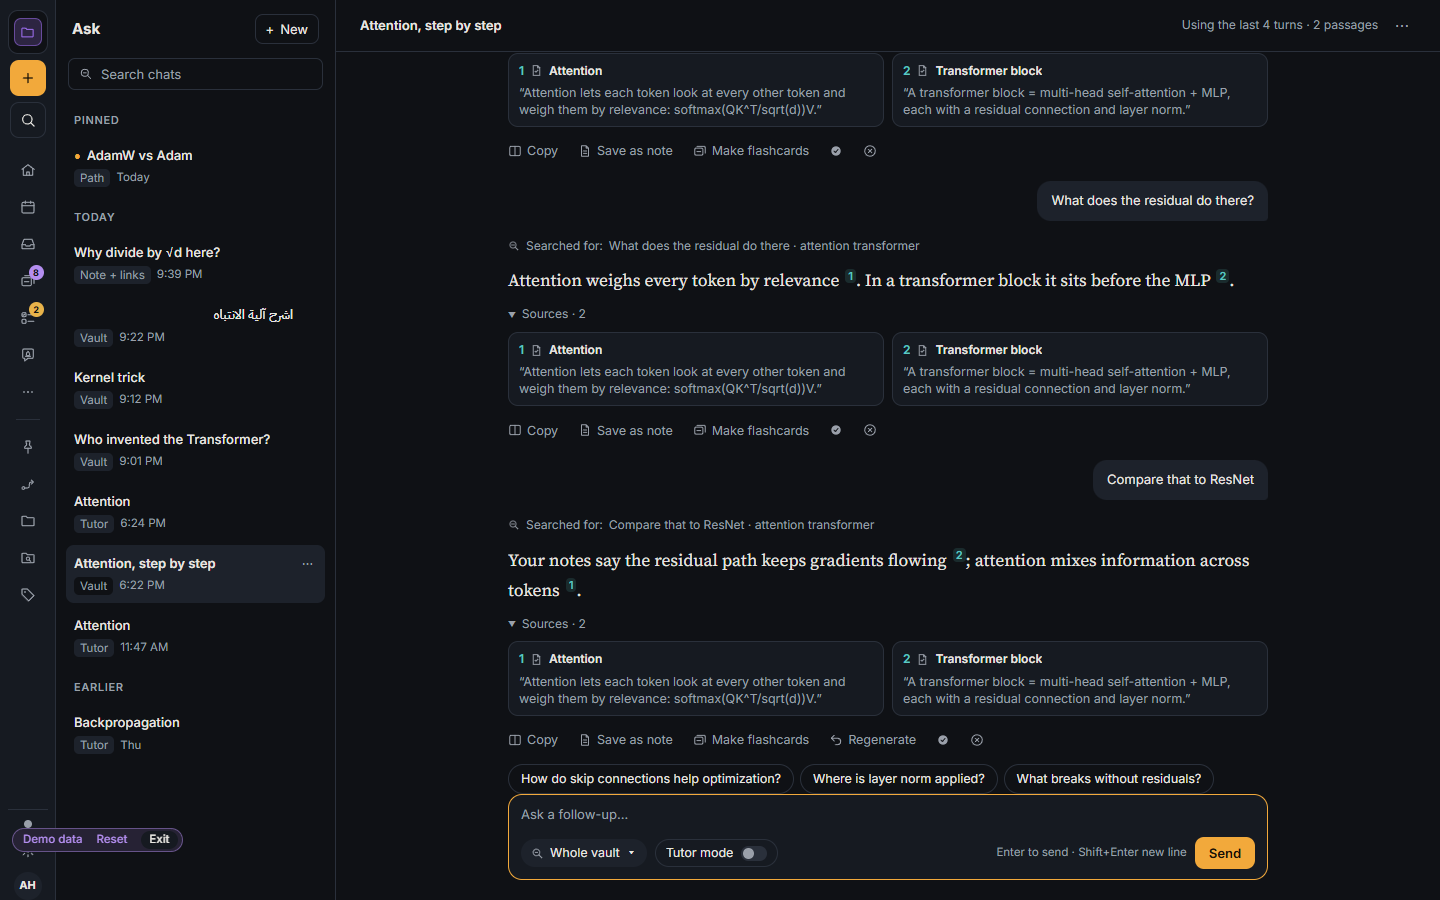 Ask
+ New
Search chats
PINNED
AdamW vs Adam
Path Today
TODAY
Why divide by √d here?
Note + links 9:39 PM
اشرح آلية الانتباه
Vault 9:22 PM
Kernel trick
Vault 9:12 PM
Who invented the Transformer?
Vault 9:01 PM
Attention
Tutor 6:24 PM
Attention, step by step
Vault 6:22 PM
Attention
Tutor 11:47 AM
EARLIER
Backpropagation
Tutor Thu
8
2
Demo data Reset Exit
AH
Attention, step by step
Using the last 4 turns · 2 passages
1 Attention
“Attention lets each token look at every other token and
weigh them by relevance: softmax(QK^T/sqrt(d))V.”
2 Transformer block
“A transformer block = multi-head self-attention + MLP,
each with a residual connection and layer norm.”
Copy Save as note Make flashcards
What does the residual do there?
Searched for: What does the residual do there · attention transformer
Attention weighs every token by relevance 1. In a transformer block it sits before the MLP 2.
Sources · 2
1 Attention
“Attention lets each token look at every other token and
weigh them by relevance: softmax(QK^T/sqrt(d))V.”
2 Transformer block
“A transformer block = multi-head self-attention + MLP,
each with a residual connection and layer norm.”
Copy Save as note Make flashcards
Compare that to ResNet
Searched for: Compare that to ResNet · attention transformer
Your notes say the residual path keeps gradients flowing 2; attention mixes information across
tokens 1.
Sources · 2
1 Attention
“Attention lets each token look at every other token and
weigh them by relevance: softmax(QK^T/sqrt(d))V.”
2 Transformer block
“A transformer block = multi-head self-attention + MLP,
each with a residual connection and layer norm.”
Copy Save as note Make flashcards Regenerate
How do skip connections help optimization? Where is layer norm applied? What breaks without residuals?
Ask a follow-up...
Whole vault Tutor mode Enter to send · Shift+Enter new line Send